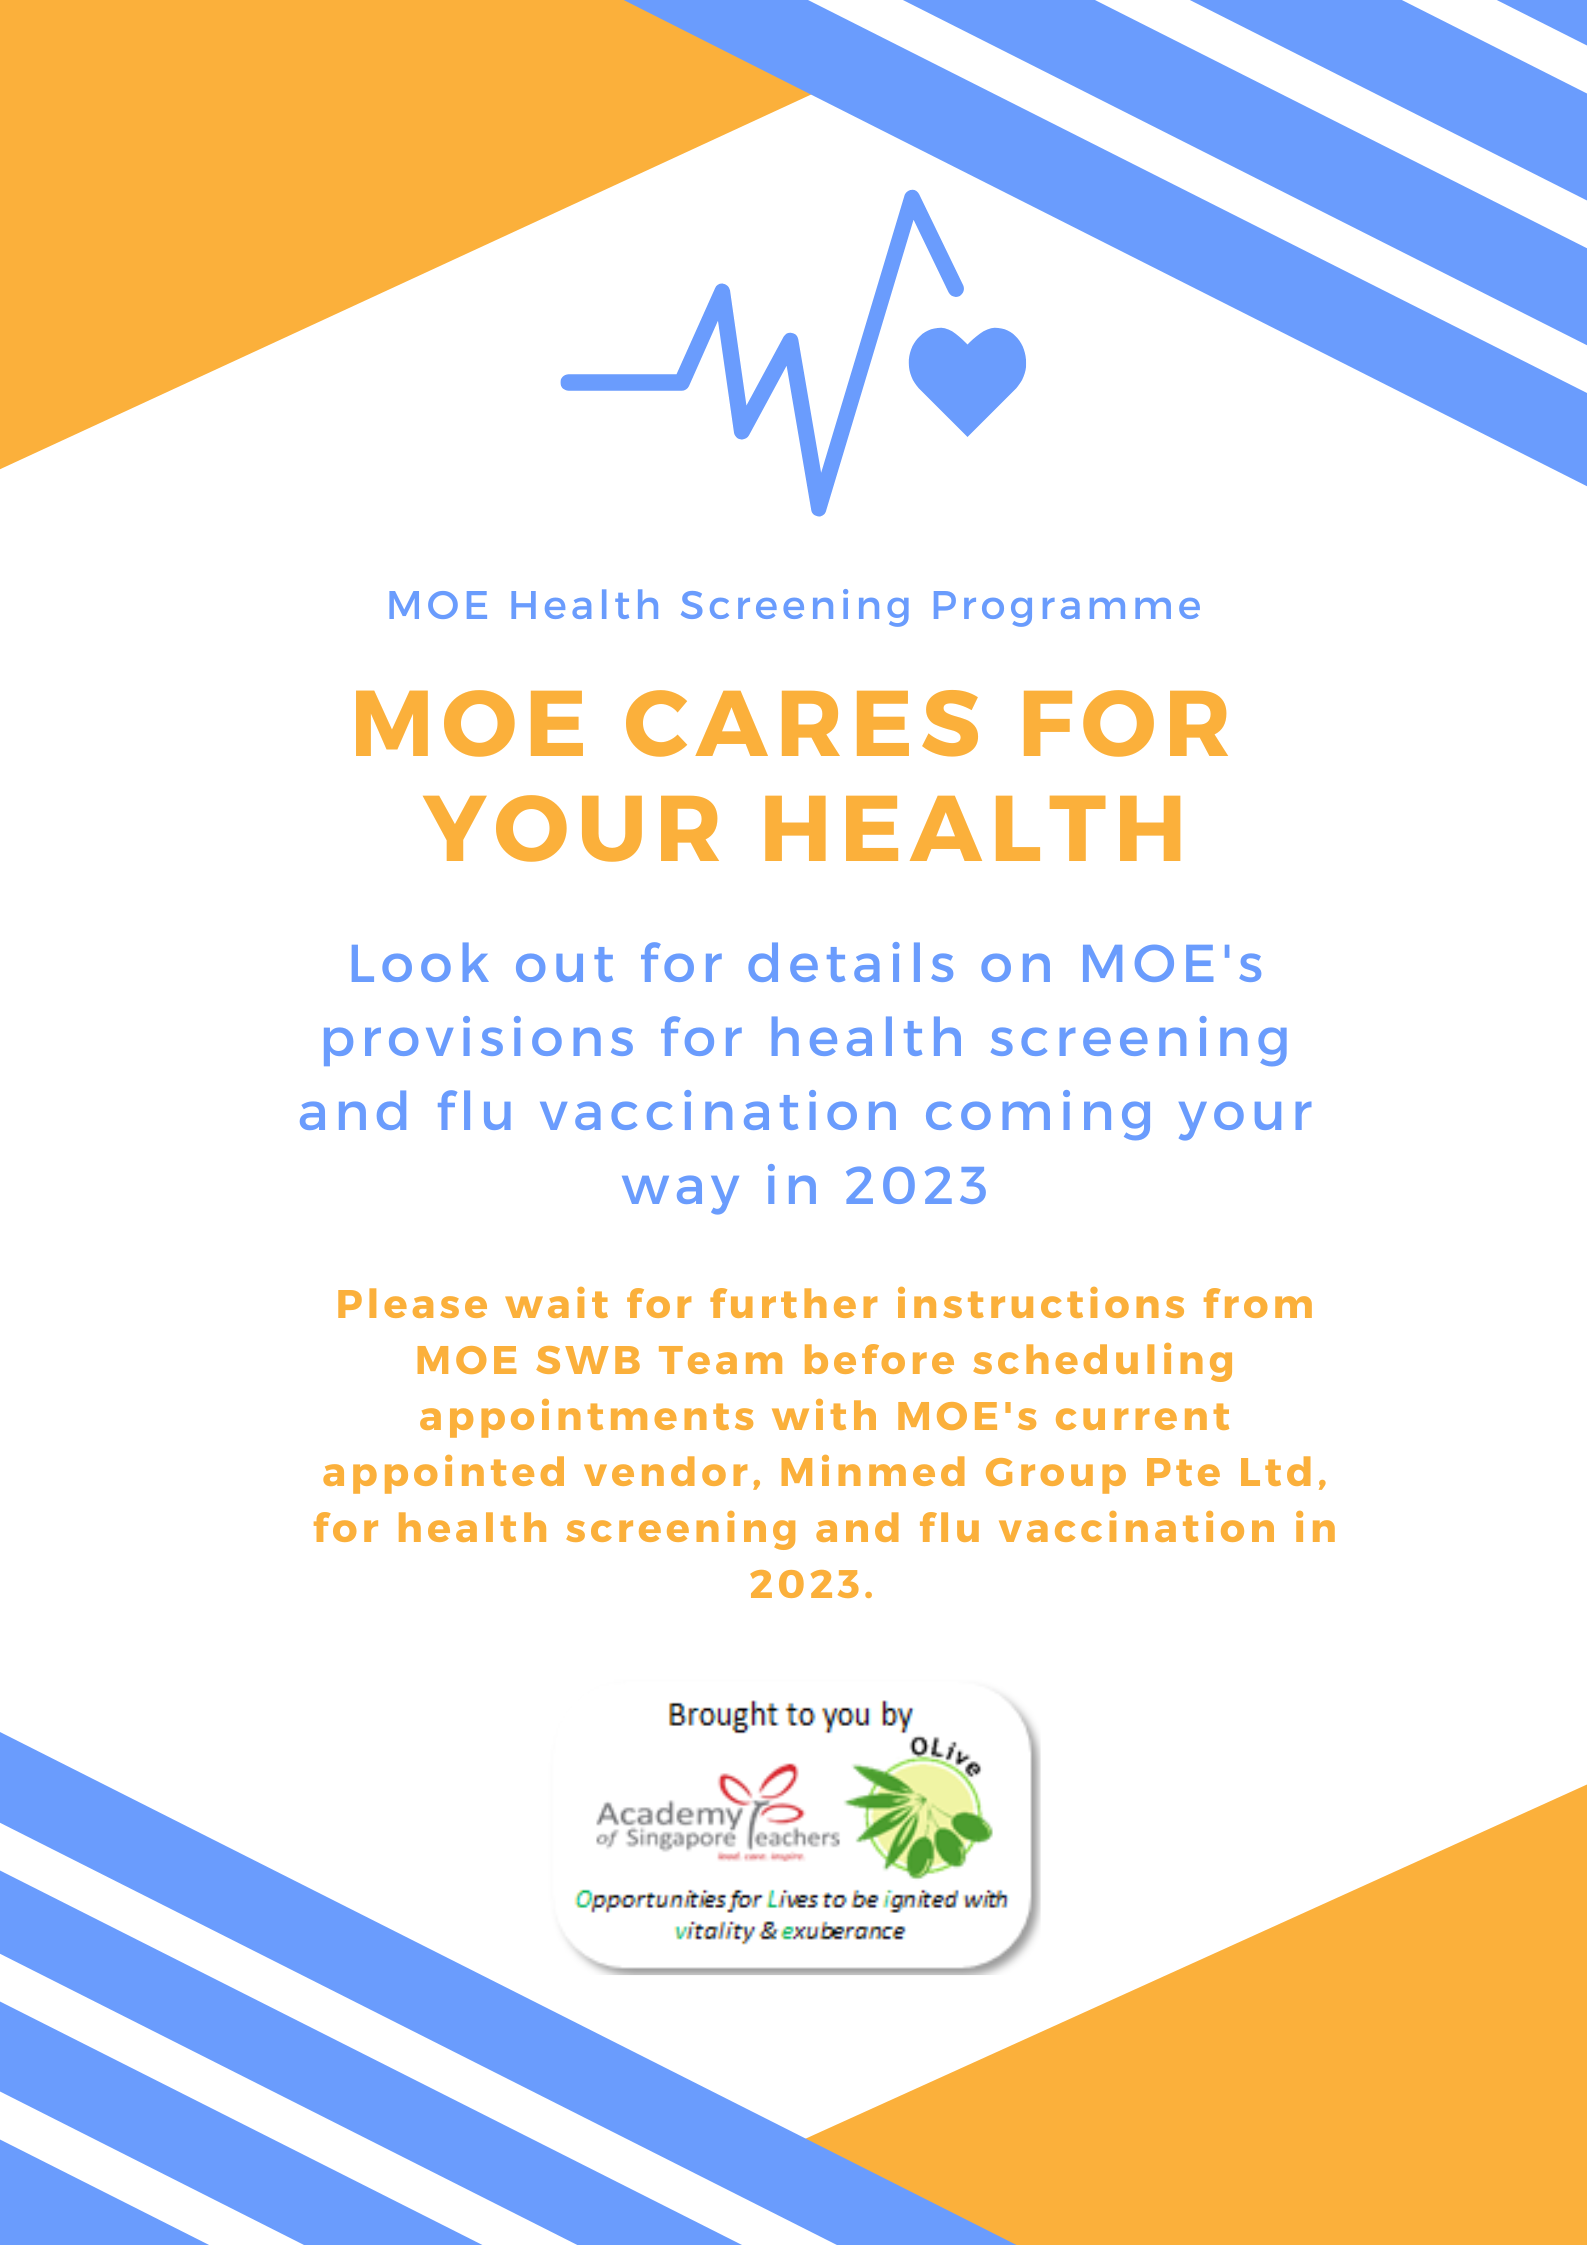 MOE Health Screening Programme
MOE CARES FOR
YOUR HEALTH
Look out for details on MOE's
provisions for health screening
and flu vaccination coming your
way in 2023
Please wait for further instructions from
MOE SWB Team before scheduling
appointments with MOE's current
appointed vendor, Minmed Group Pte Ltd,
for health screening and flu vaccination in
2023.
Brought to you by
OLive
Academy
of Singapore Teachers
lead. care. inspire.
Opportunities for Lives to be ignited with
vitality & exuberance